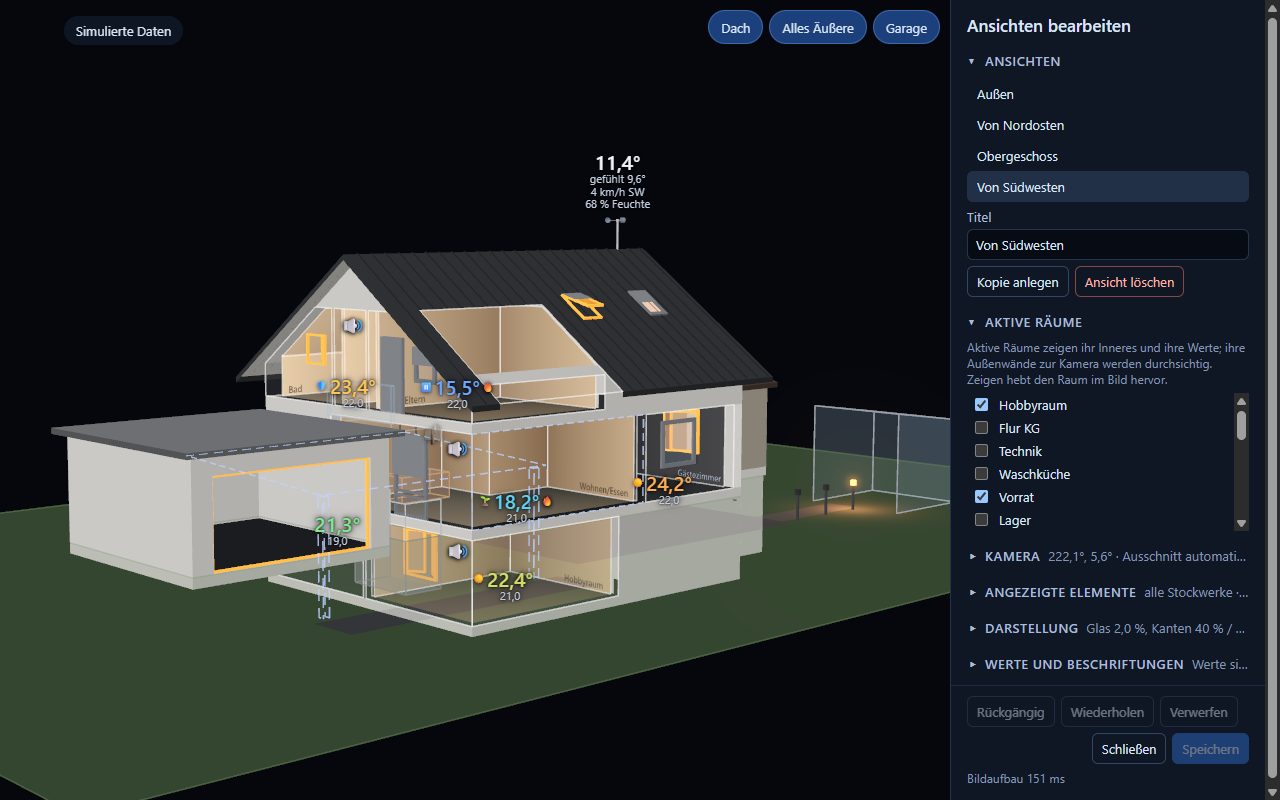 Simulierte Daten
Dach
Alles Äußere
Garage
11,4°
gefühlt 9,6°
4 km/h SW
68 % Feuchte
Bad
23,4°
22,0
Eltern
15,5°
22,0
Wohnen/Essen
18,2°
21,0
Gästezimmer
24,2°
22,0
21,3°
19,0
22,4°
21,0
Hobbyraum
Ansichten bearbeiten
ANSICHTEN
Außen
Von Nordosten
Obergeschoss
Von Südwesten
Titel
Von Südwesten
Kopie anlegen
Ansicht löschen
AKTIVE RÄUME
Aktive Räume zeigen ihr Inneres und ihre Werte; ihre
Außenwände zur Kamera werden durchsichtig.
Zeigen hebt den Raum im Bild hervor.
Hobbyraum
Flur KG
Technik
Waschküche
Vorrat
Lager
KAMERA 222,1°, 5,6° · Ausschnitt automati…
ANGEZEIGTE ELEMENTE alle Stockwerke ·…
DARSTELLUNG Glas 2,0 %, Kanten 40 % / …
WERTE UND BESCHRIFTUNGEN Werte si…
Rückgängig
Wiederholen
Verwerfen
Schließen
Speichern
Bildaufbau 151 ms